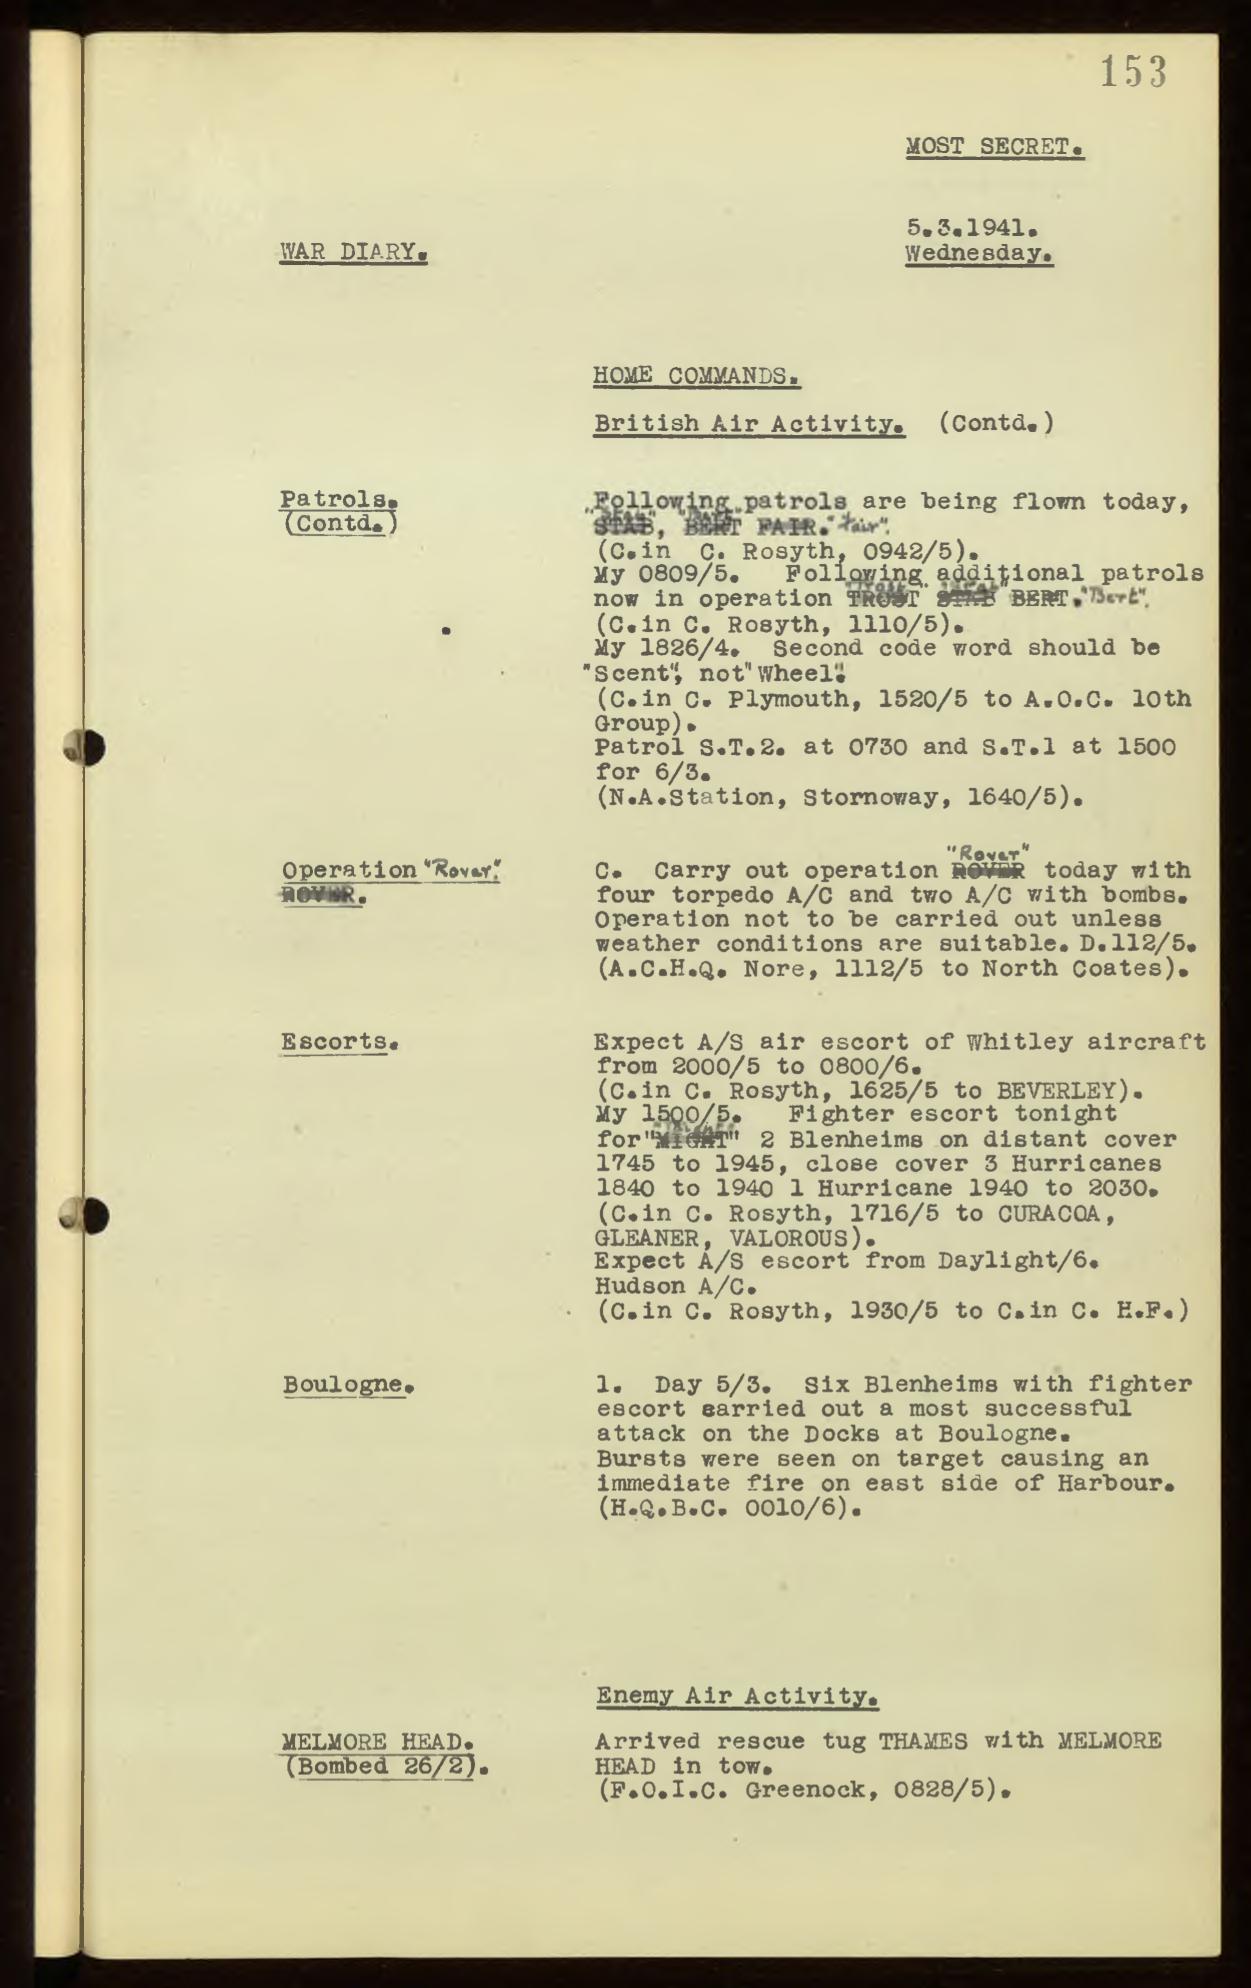 153
MOST SECRET.
5.3.1941.
WAR DIARY.
Wednesday.
HOME COMMANDS.
British Air Activity. (Contd.)
Patrols.
(Contd.)
Following patrols are being flown today,
STAB, BERT FAIR. "Fair".
(C.in C. Rosyth, 0942/5).
My 0809/5. Following additional patrols
now in operation TROST STAB BERT. "Bert".
(C.in C. Rosyth, 1110/5).
My 1826/4. Second code word should be
"Scent", not "Wheel".
(C.in C. Plymouth, 1520/5 to A.O.C. 10th
Group).
Patrol S.T.2. at 0730 and S.T.1 at 1500
for 6/3.
(N.A.Station, Stornoway, 1640/5).
Operation "Rover".
ROVER.
"Rover"
C. Carry out operation ROVER today with
four torpedo A/C and two A/C with bombs.
Operation not to be carried out unless
weather conditions are suitable. D.112/5.
(A.C.H.Q. Nore, 1112/5 to North Coates).
Escorts.
Expect A/S air escort of Whitley aircraft
from 2000/5 to 0800/6.
(C.in C. Rosyth, 1625/5 to BEVERLEY).
My 1500/5. Fighter escort tonight
for 2 Blenheims on distant cover
1745 to 1945, close cover 3 Hurricanes
1840 to 1940 1 Hurricane 1940 to 2030.
(C.in C. Rosyth, 1716/5 to CURACOA,
GLEANER, VALOROUS).
Expect A/S escort from Daylight/6.
Hudson A/C.
(C.in C. Rosyth, 1930/5 to C.in C. H.F.)
Boulogne.
1. Day 5/3. Six Blenheims with fighter
escort carried out a most successful
attack on the Docks at Boulogne.
Bursts were seen on target causing an
immediate fire on east side of Harbour.
(H.Q.B.C. 0010/6).
Enemy Air Activity.
MELMORE HEAD.
(Bombed 26/2).
Arrived rescue tug THAMES with MELMORE
HEAD in tow.
(F.O.I.C. Greenock, 0828/5).